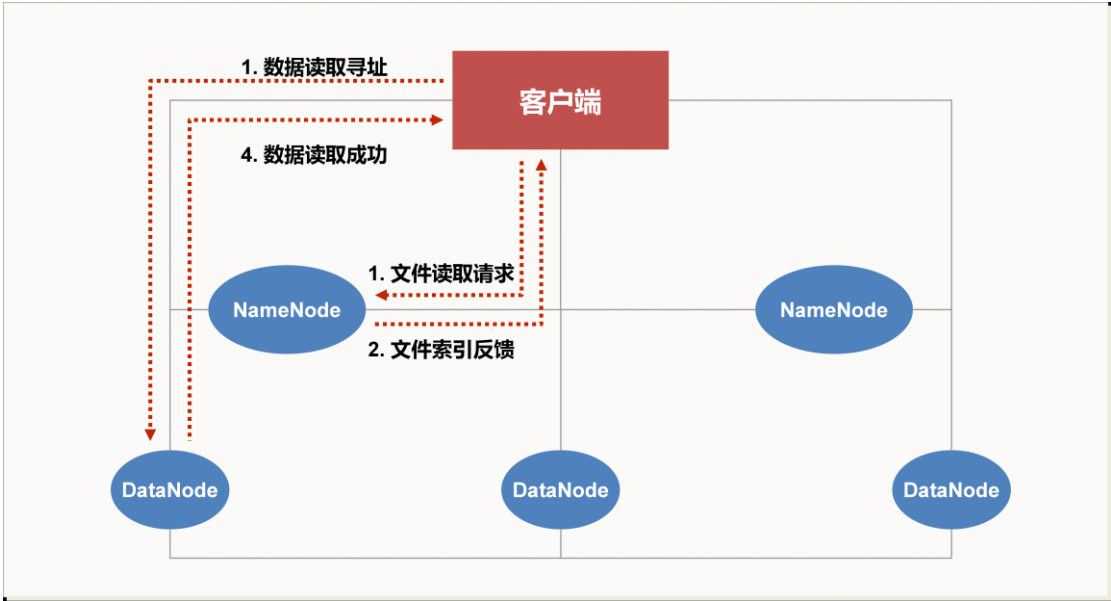 1. 数据读取寻址
客户端
4. 数据读取成功
1. 文件读取请求
NameNode
NameNode
2. 文件索引反馈
DataNode
DataNode
DataNode